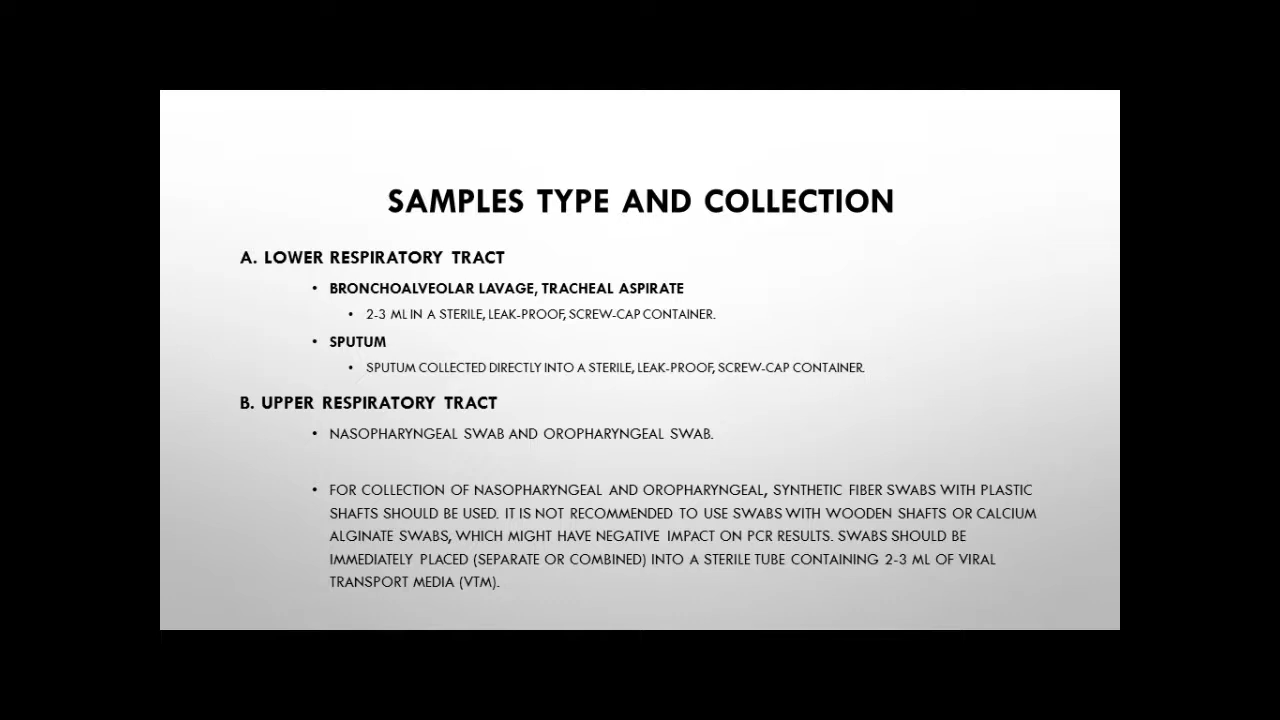 SAMPLES TYPE AND COLLECTION
A. LOWER RESPIRATORY TRACT
• BRONCHOALVEOLAR LAVAGE, TRACHEAL ASPIRATE
• 2-3 ML IN A STERILE, LEAK-PROOF, SCREW-CAP CONTAINER.
• SPUTUM
• SPUTUM COLLECTED DIRECTLY INTO A STERILE, LEAK-PROOF, SCREW-CAP CONTAINER.
B. UPPER RESPIRATORY TRACT
• NASOPHARYNGEAL SWAB AND OROPHARYNGEAL SWAB.
• FOR COLLECTION OF NASOPHARYNGEAL AND OROPHARYNGEAL, SYNTHETIC FIBER SWABS WITH PLASTIC
SHAFTS SHOULD BE USED. IT IS NOT RECOMMENDED TO USE SWABS WITH WOODEN SHAFTS OR CALCIUM
ALGINATE SWABS, WHICH MIGHT HAVE NEGATIVE IMPACT ON PCR RESULTS. SWABS SHOULD BE
IMMEDIATELY PLACED (SEPARATE OR COMBINED) INTO A STERILE TUBE CONTAINING 2-3 ML OF VIRAL
TRANSPORT MEDIA (VTM).